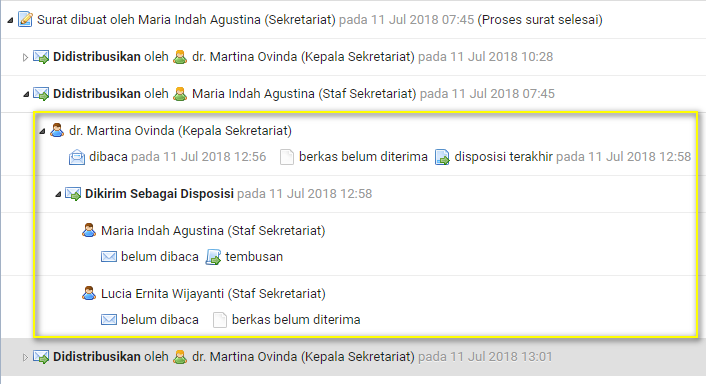 Surat dibuat oleh Maria Indah Agustina (Sekretariat) pada 11 Jul 2018 07:45 (Proses surat selesai)
Didistribusikan oleh dr. Martina Ovinda (Kepala Sekretariat) pada 11 Jul 2018 10:28
Didistribusikan oleh Maria Indah Agustina (Staf Sekretariat) pada 11 Jul 2018 07:45
dr. Martina Ovinda (Kepala Sekretariat)
dibaca pada 11 Jul 2018 12:56 berkas belum diterima disposisi terakhir pada 11 Jul 2018 12:58
Dikirim Sebagai Disposisi pada 11 Jul 2018 12:58
Maria Indah Agustina (Staf Sekretariat)
belum dibaca tembusan
Lucia Ernita Wijayanti (Staf Sekretariat)
belum dibaca berkas belum diterima
Didistribusikan oleh dr. Martina Ovinda (Kepala Sekretariat) pada 11 Jul 2018 13:01